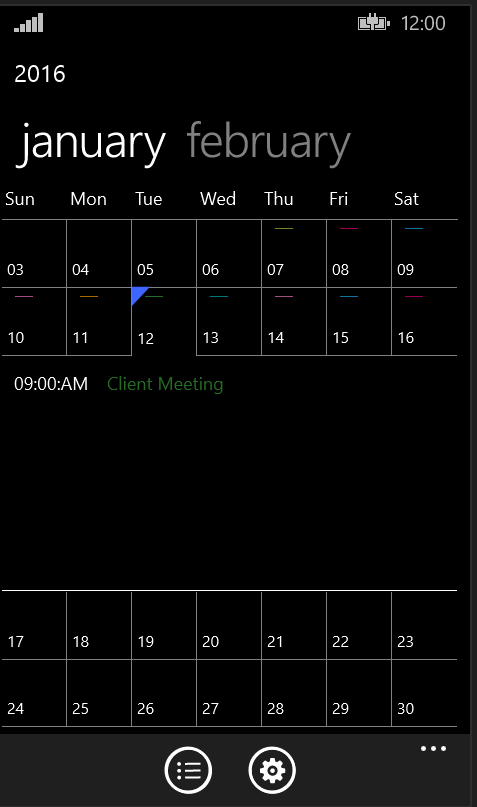 12:00
2016
january february
Sun Mon Tue Wed Thu Fri Sat
03 04 05 06 07 08 09
10 11 12 13 14 15 16
09:00:AM Client Meeting
17 18 19 20 21 22 23
24 25 26 27 28 29 30